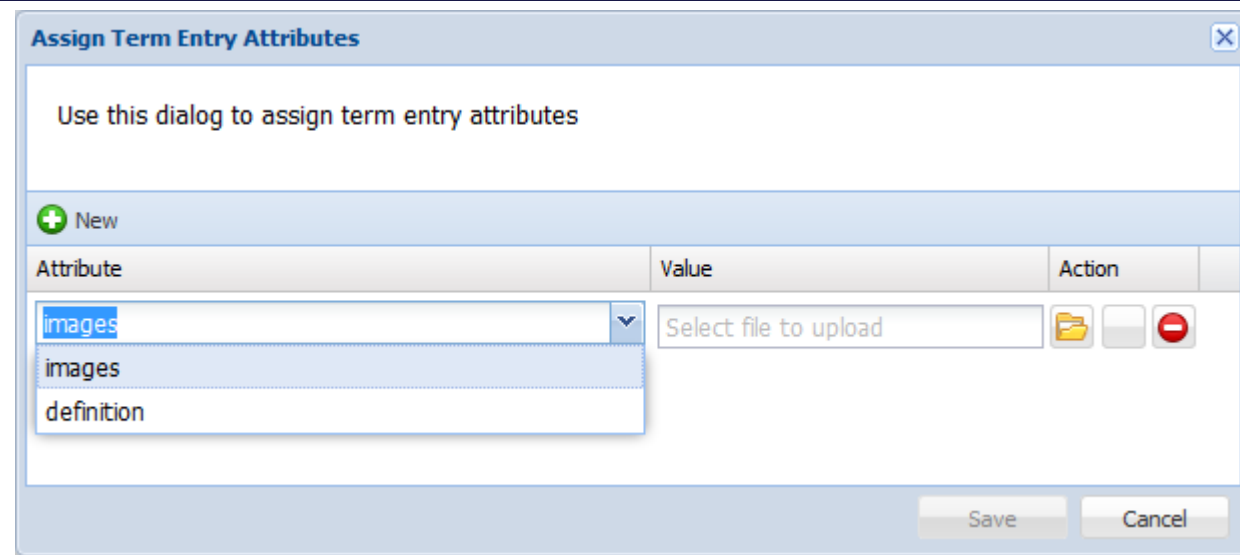 Assign Term Entry Attributes
Use this dialog to assign term entry attributes
New
Attribute Value Action
images Select file to upload
images
definition
Save Cancel